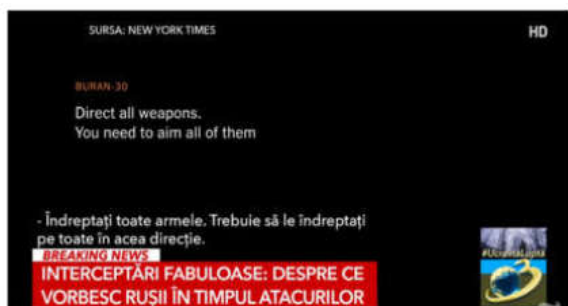 SURSA: NEW YORK TIMES
HD
BURAN-30
Direct all weapons.
You need to aim all of them
- Îndreptați toate armele. Trebuie să le îndreptați
pe toate în acea direcție.
BREAKING NEWS
#UcrainaLuptă
INTERCEPTĂRI FABULOASE: DESPRE CE
VORBESC RUȘII ÎN TIMPUL ATACURILOR
3